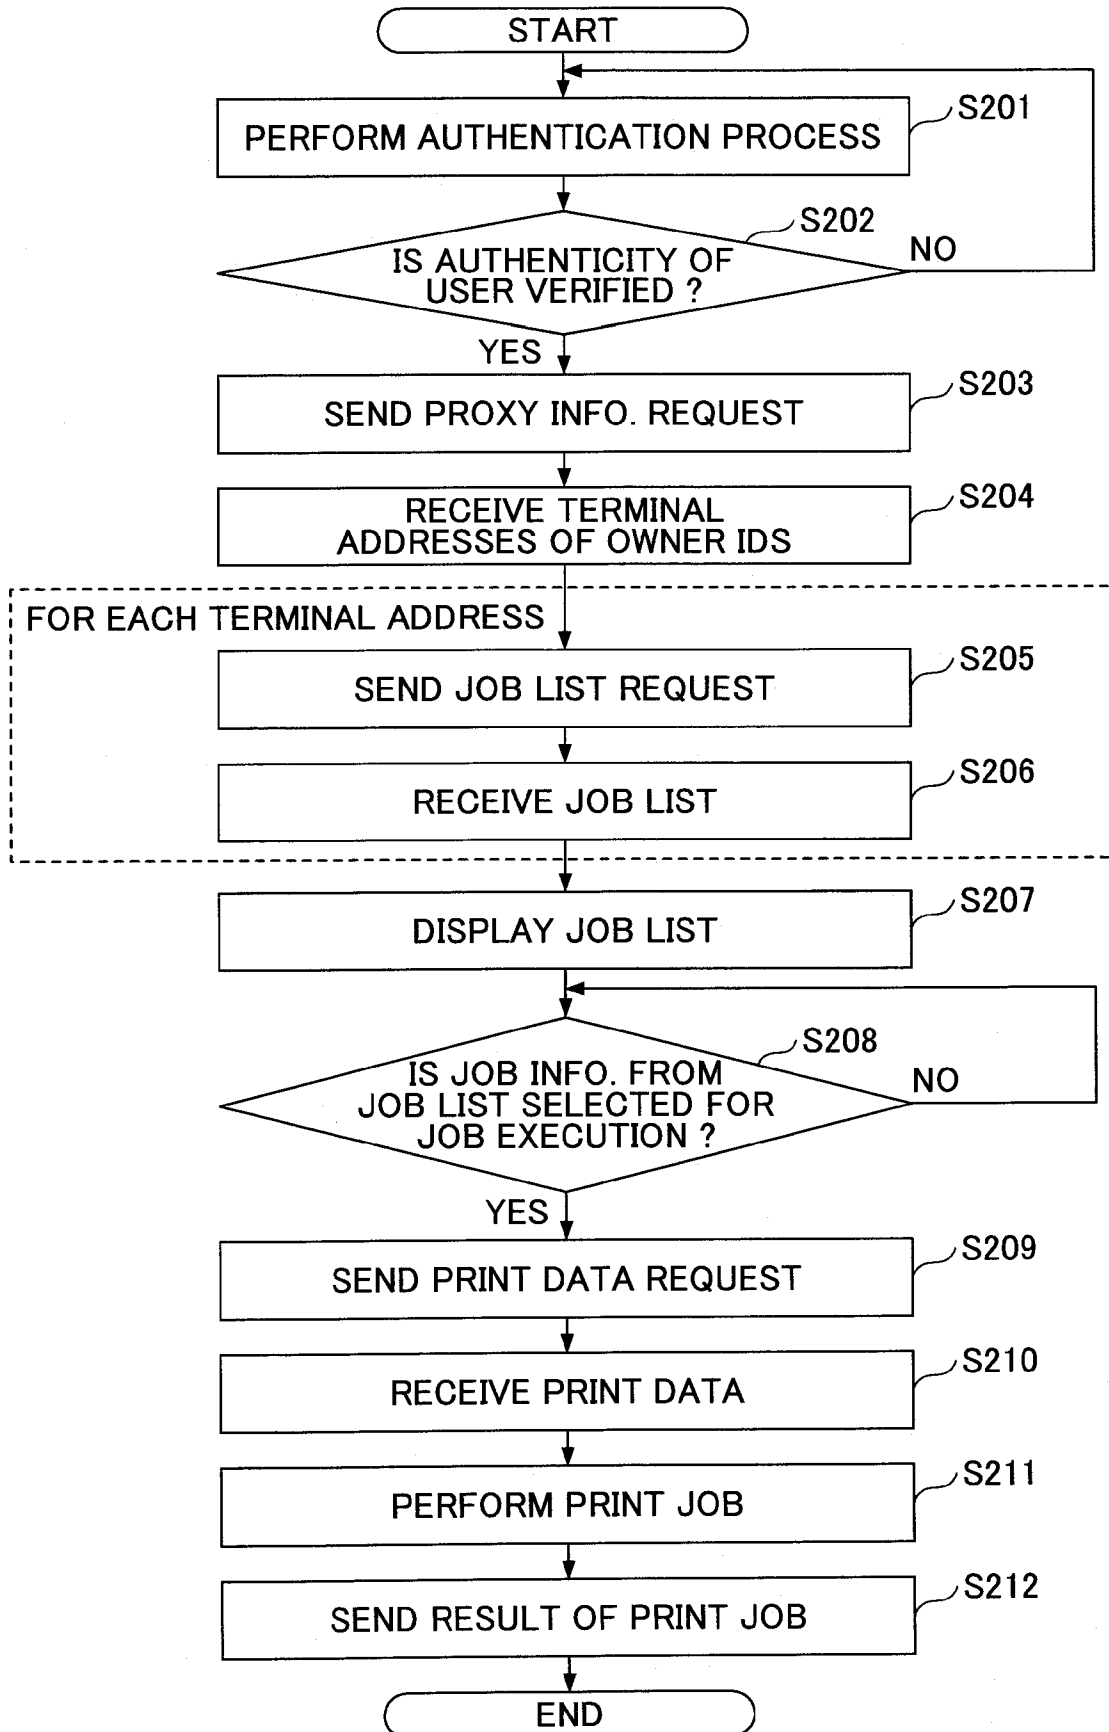 START
PERFORM AUTHENTICATION PROCESS
S201
S202
IS AUTHENTICITY OF
USER VERIFIED ?
NO
YES
S203
SEND PROXY INFO. REQUEST
S204
RECEIVE TERMINAL
ADDRESSES OF OWNER IDS
FOR EACH TERMINAL ADDRESS
S205
SEND JOB LIST REQUEST
S206
RECEIVE JOB LIST
S207
DISPLAY JOB LIST
S208
IS JOB INFO. FROM
JOB LIST SELECTED FOR
JOB EXECUTION ?
NO
YES
S209
SEND PRINT DATA REQUEST
S210
RECEIVE PRINT DATA
S211
PERFORM PRINT JOB
S212
SEND RESULT OF PRINT JOB
END